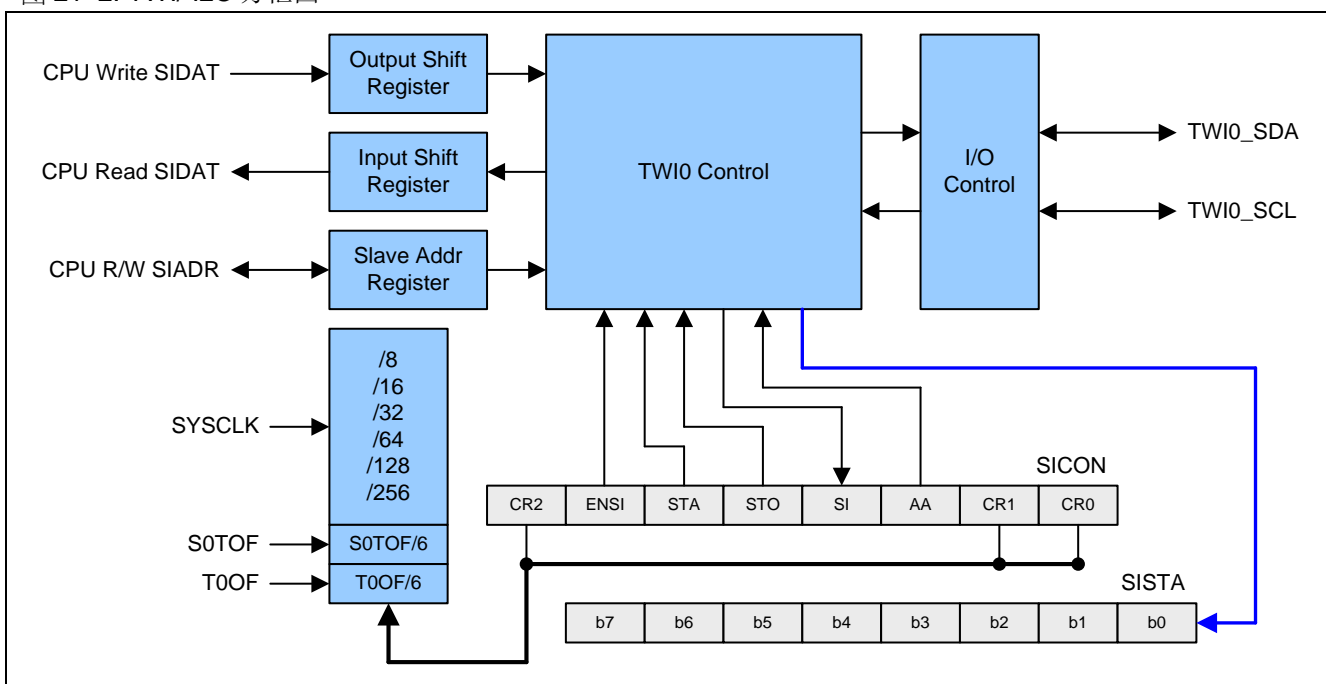 CPU Write SIDAT
Output Shift
Register
CPU Read SIDAT
Input Shift
Register
CPU R/W SIADR
Slave Addr
Register
TWI0 Control
I/O
Control
TWI0_SDA
TWI0_SCL
SYSCLK
/8
/16
/32
/64
/128
/256
S0TOF
S0TOF/6
T0OF
T0OF/6
SICON
CR2 ENSI STA STO SI AA CR1 CR0
SISTA
b7 b6 b5 b4 b3 b2 b1 b0